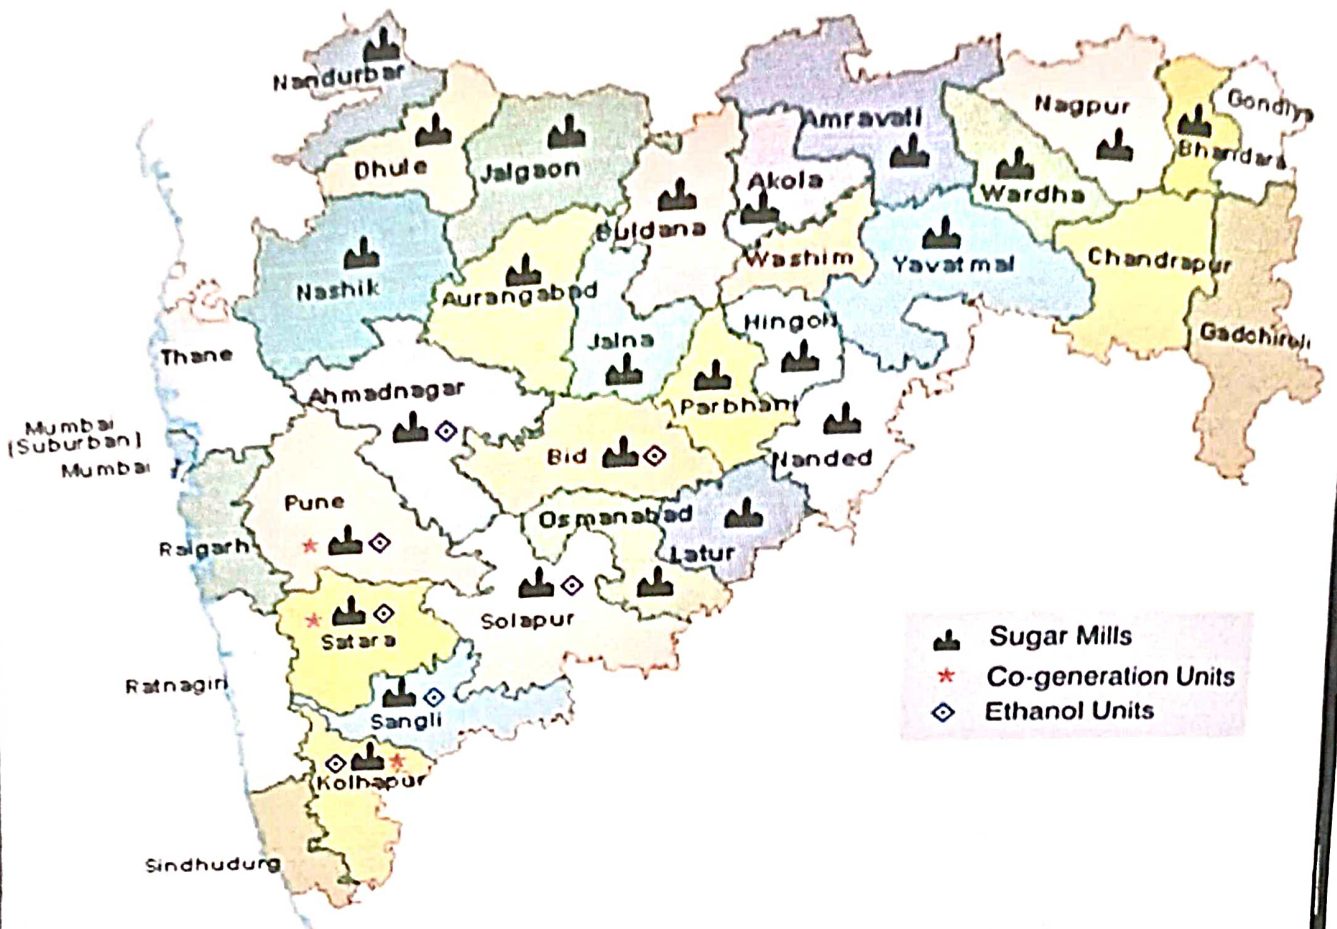 Nandurbar
Dhule
Jalgaon
Buldana
Akola
Amravati
Wardha
Nagpur
Bhandara
Gondiya
Nashik
Aurangabad
Jalna
Washim
Yavatmal
Chandrapur
Gadchiroli
Hingoli
Parbhani
Nanded
Thane
Ahmadnagar
Mumbai
(Suburban)
Mumbai
Bid
Pune
Raigarh
Osmanabad
Latur
Solapur
Satara
Ratnagiri
Sangli
Kolhapur
Sindhudurg
Sugar Mills
Co-generation Units
Ethanol Units